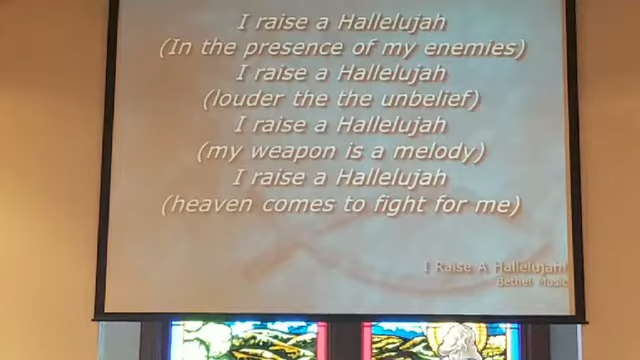 I raise a Hallelujah
(In the presence of my enemies)
I raise a Hallelujah
(louder the the unbelief)
I raise a Hallelujah
(my weapon is a melody)
I raise a Hallelujah
(heaven comes to fight for me)
I Raise A Hallelujah!
Bethel Music